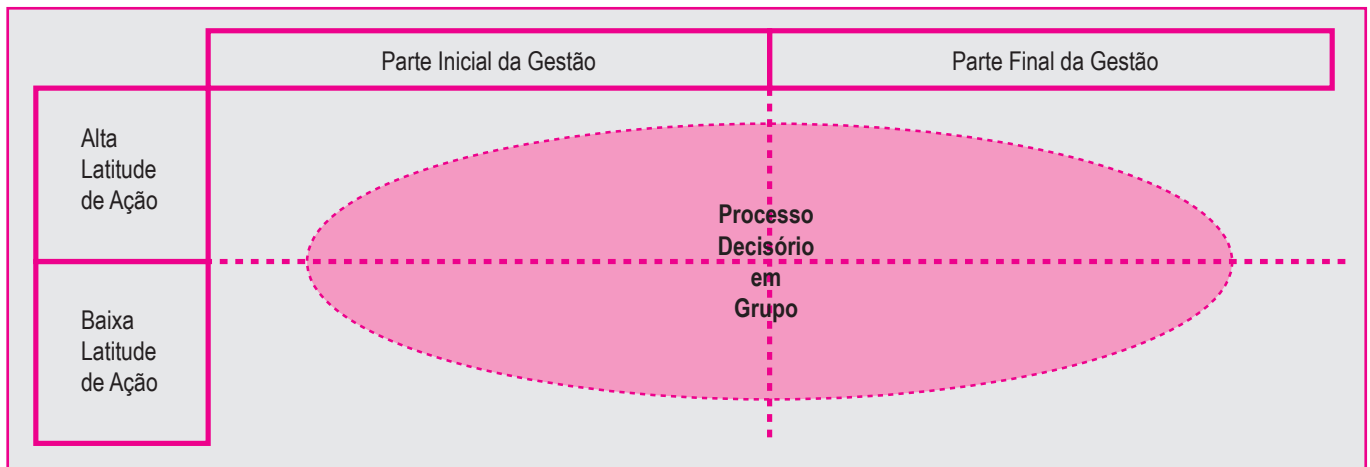 Parte Inicial da Gestão
Parte Final da Gestão
Alta
Latitude
de Ação
Processo
Decisório
em
Grupo
Baixa
Latitude
de Ação